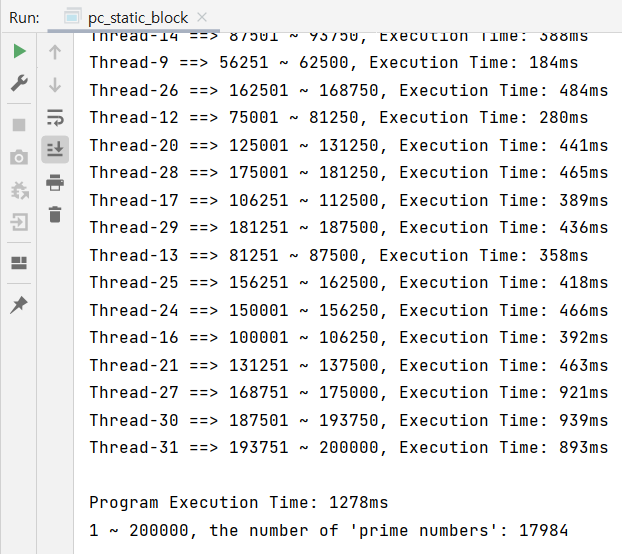 Run: pc_static_block
Thread-14 ==> 87501 ~ 93750, Execution Time: 388ms
Thread-9 ==> 56251 ~ 62500, Execution Time: 184ms
Thread-26 ==> 162501 ~ 168750, Execution Time: 484ms
Thread-12 ==> 75001 ~ 81250, Execution Time: 280ms
Thread-20 ==> 125001 ~ 131250, Execution Time: 441ms
Thread-28 ==> 175001 ~ 181250, Execution Time: 465ms
Thread-17 ==> 106251 ~ 112500, Execution Time: 389ms
Thread-29 ==> 181251 ~ 187500, Execution Time: 436ms
Thread-13 ==> 81251 ~ 87500, Execution Time: 358ms
Thread-25 ==> 156251 ~ 162500, Execution Time: 418ms
Thread-24 ==> 150001 ~ 156250, Execution Time: 466ms
Thread-16 ==> 100001 ~ 106250, Execution Time: 392ms
Thread-21 ==> 131251 ~ 137500, Execution Time: 463ms
Thread-27 ==> 168751 ~ 175000, Execution Time: 921ms
Thread-30 ==> 187501 ~ 193750, Execution Time: 939ms
Thread-31 ==> 193751 ~ 200000, Execution Time: 893ms
Program Execution Time: 1278ms
1 ~ 200000, the number of 'prime numbers': 17984